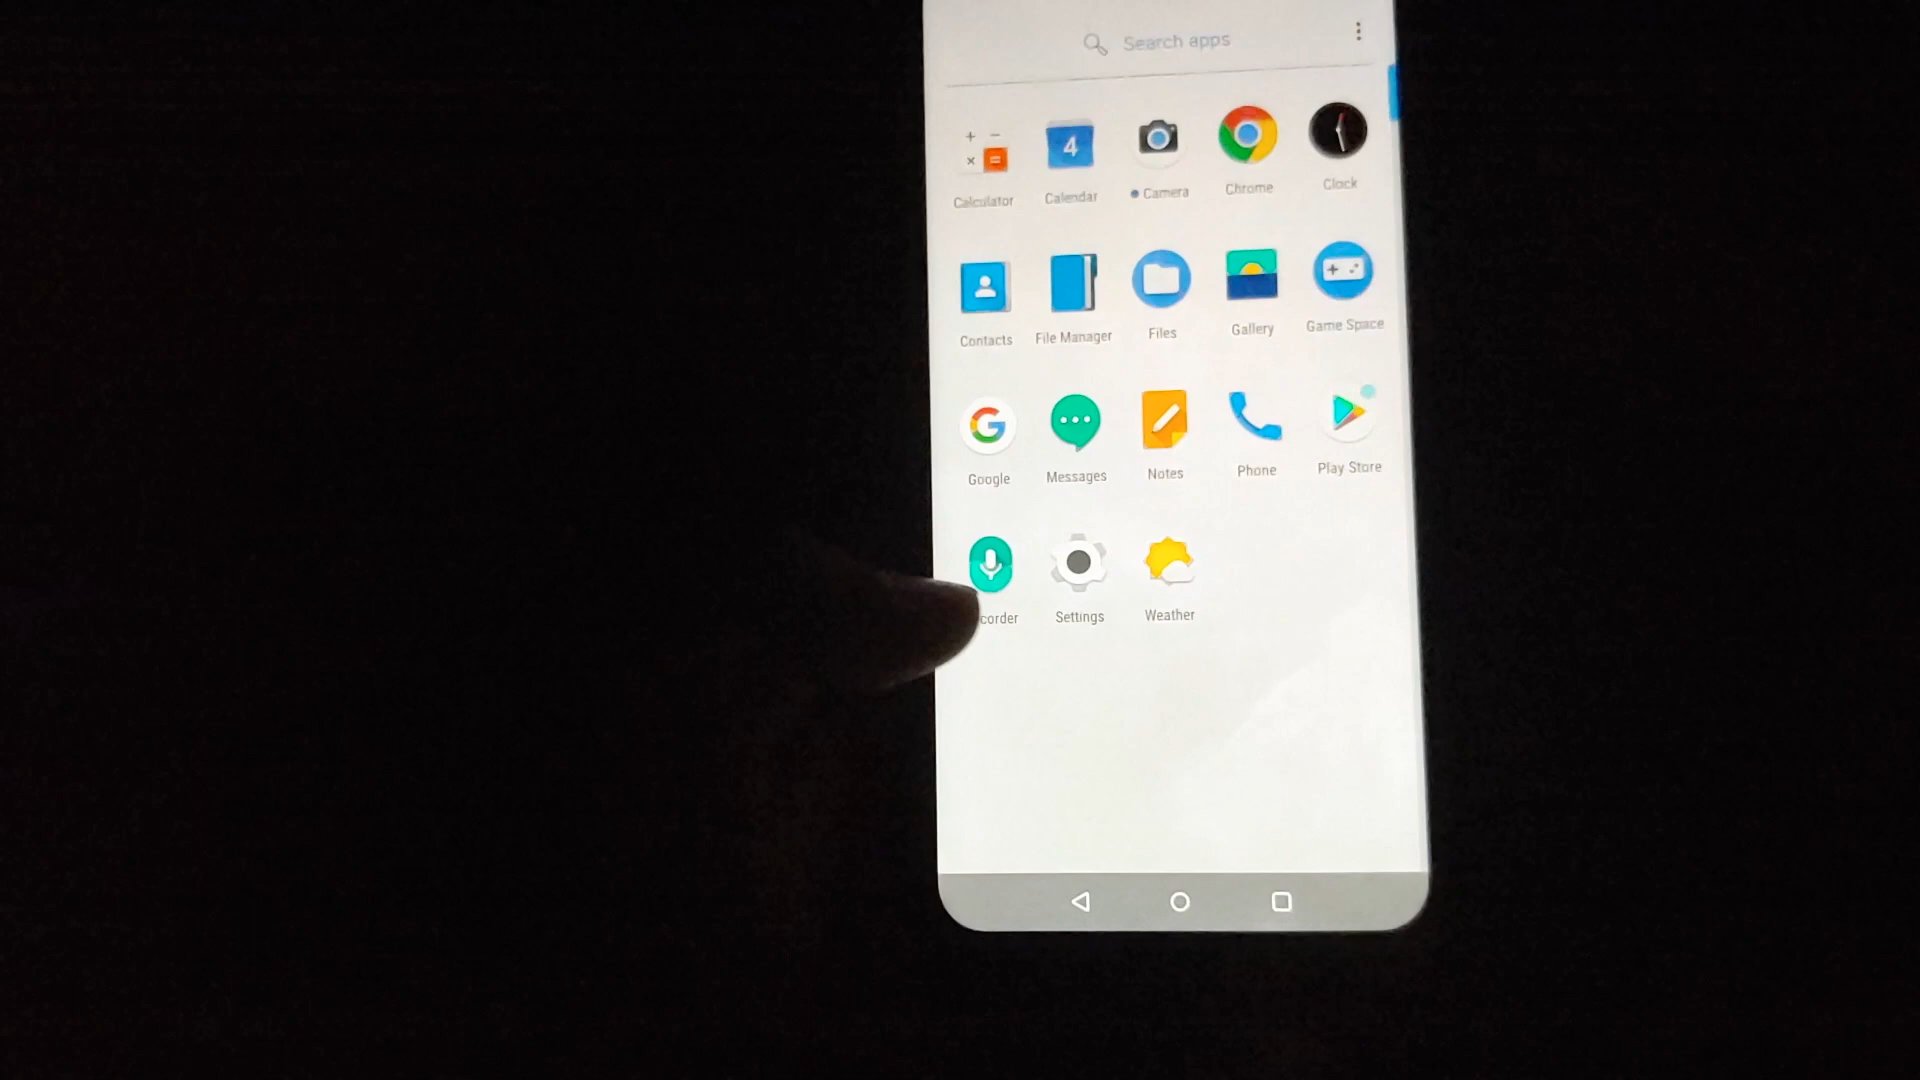 Search apps
4
Calculator Calendar Camera Chrome Clock
Contacts File Manager Files Gallery Game Space
Google Messages Notes Phone Play Store
corder Settings Weather